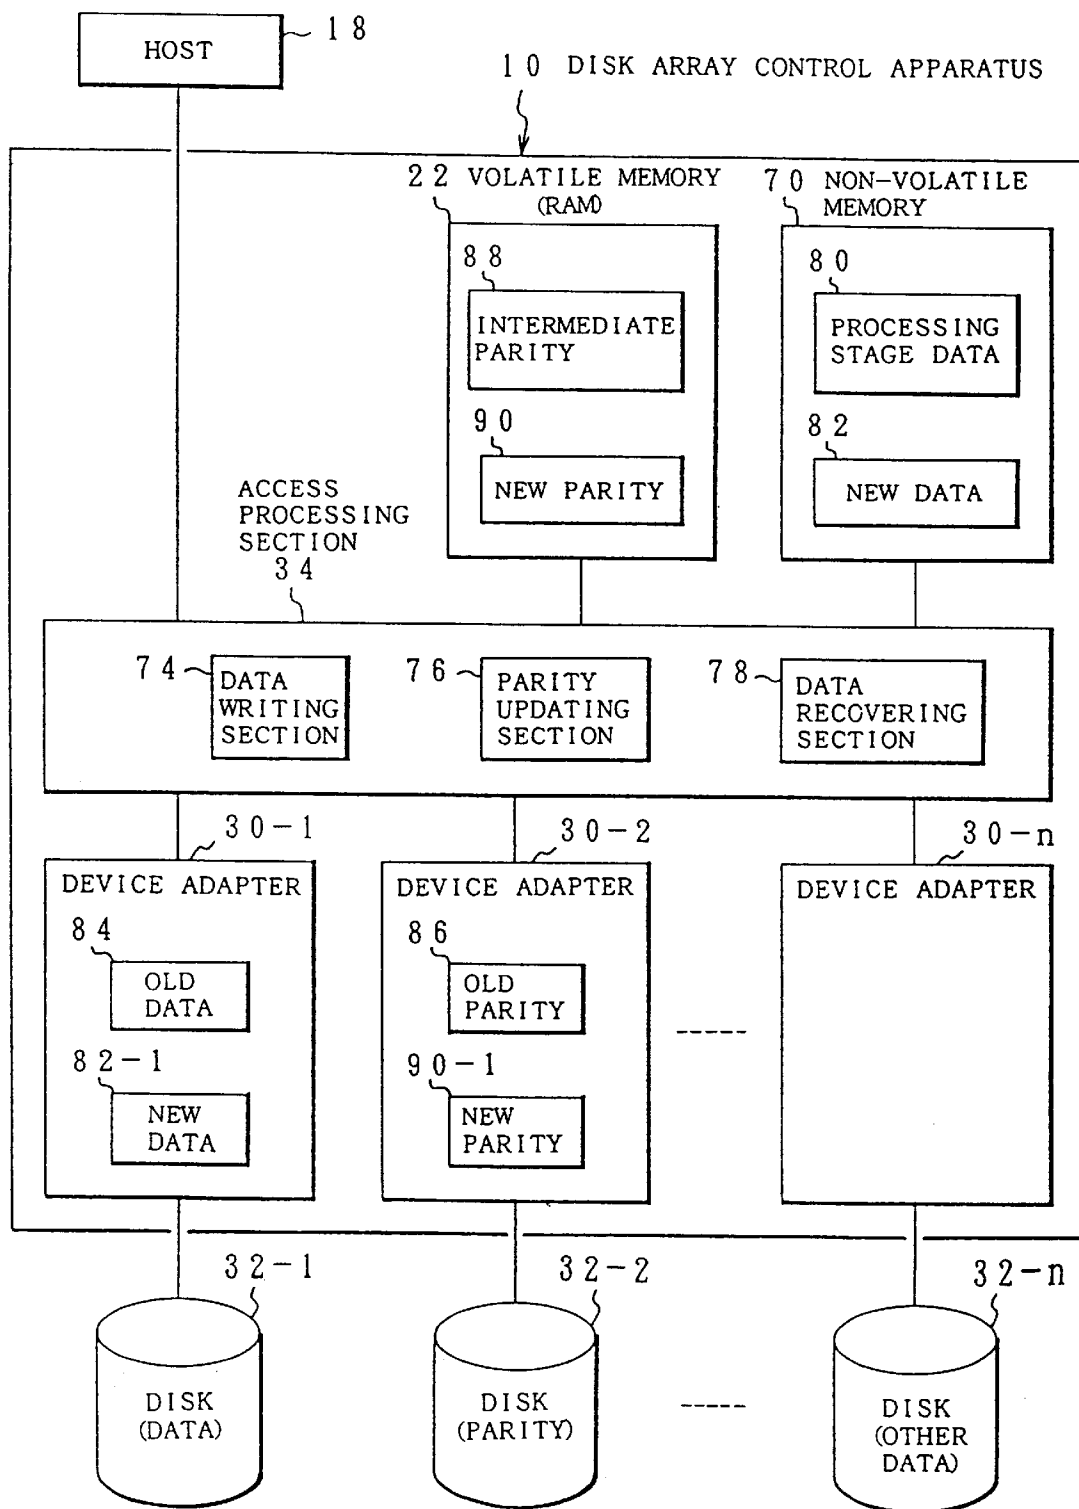 HOST
18
10 DISK ARRAY CONTROL APPARATUS
22 VOLATILE MEMORY
(RAM)
70 NON-VOLATILE
MEMORY
88
INTERMEDIATE
PARITY
90
NEW PARITY
80
PROCESSING
STAGE DATA
82
NEW DATA
ACCESS
PROCESSING
SECTION
34
74
DATA
WRITING
SECTION
76
PARITY
UPDATING
SECTION
78
DATA
RECOVERING
SECTION
30-1
DEVICE ADAPTER
84
OLD
DATA
82-1
NEW
DATA
30-2
DEVICE ADAPTER
86
OLD
PARITY
90-1
NEW
PARITY
30-n
DEVICE ADAPTER
32-1
DISK
(DATA)
32-2
DISK
(PARITY)
32-n
DISK
(OTHER
DATA)